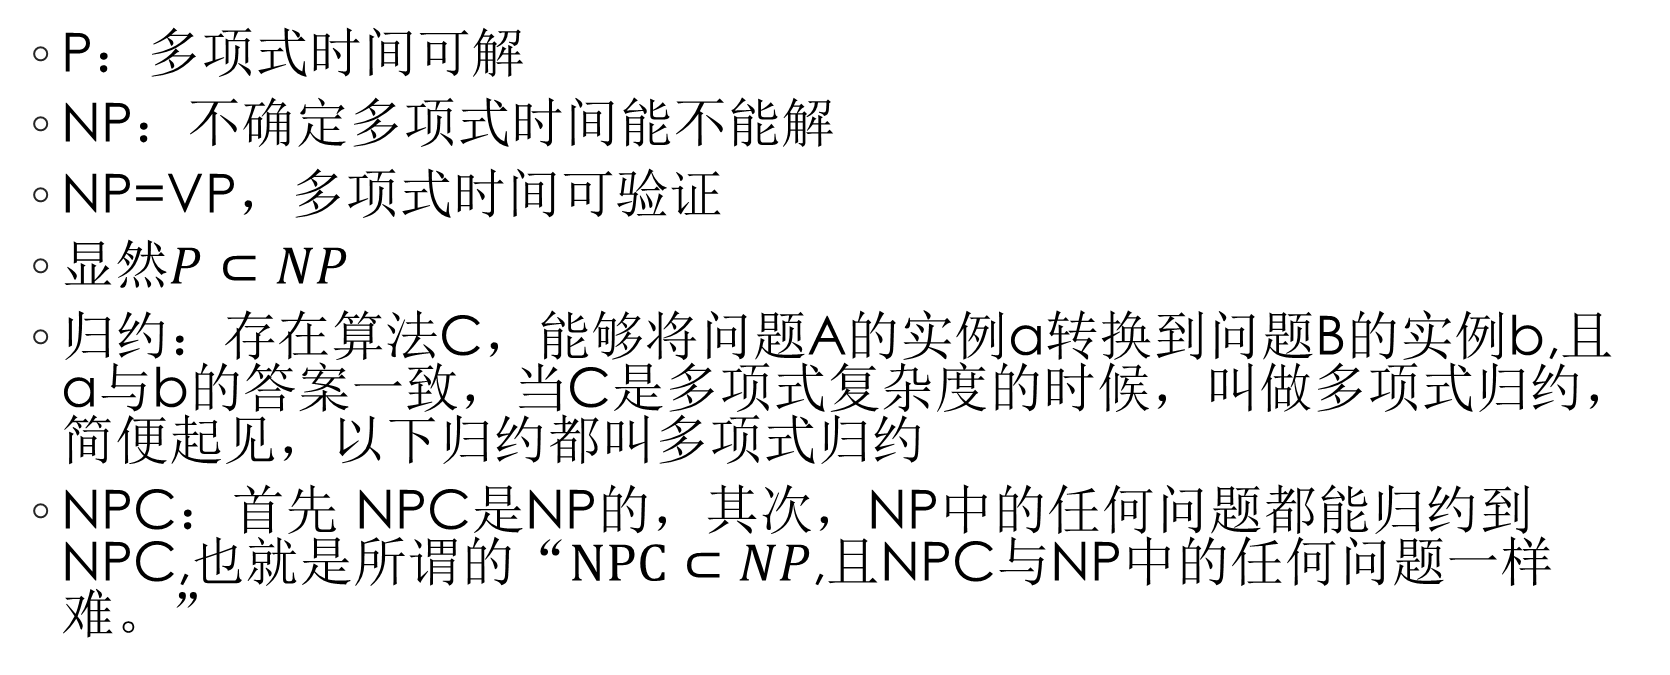 ◦P：多项式时间可解
◦NP：不确定多项式时间能不能解
◦NP=VP，多项式时间可验证
◦显然P ⊂ NP
◦归约：存在算法C，能够将问题A的实例a转换到问题B的实例b,且
a与b的答案一致，当C是多项式复杂度的时候，叫做多项式归约，
简便起见，以下归约都叫多项式归约
◦NPC：首先 NPC是NP的，其次，NP中的任何问题都能归约到
NPC,也就是所谓的“NPC ⊂ NP,且NPC与NP中的任何问题一样
难。”